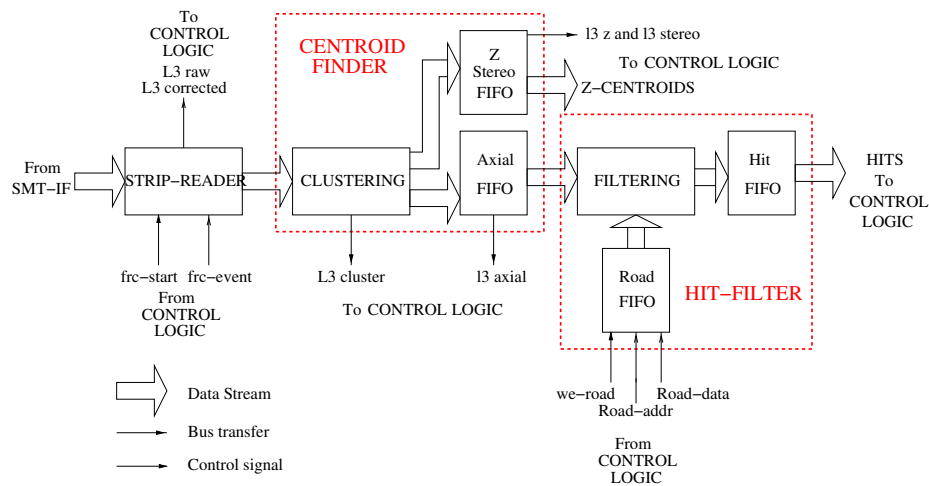 To
CONTROL
LOGIC
L3 raw
L3 corrected
CENTROID
FINDER
Z
Stereo
FIFO
l3 z and l3 stereo
To CONTROL LOGIC
Z-CENTROIDS
From
SMT-IF
STRIP-READER
CLUSTERING
Axial
FIFO
FILTERING
Hit
FIFO
HITS
To
CONTROL
LOGIC
frc-start
frc-event
From
CONTROL
LOGIC
L3 cluster
l3 axial
To CONTROL LOGIC
Road
FIFO
HIT-FILTER
we-road
Road-data
Road-addr
From
CONTROL
LOGIC
Data Stream
Bus transfer
Control signal